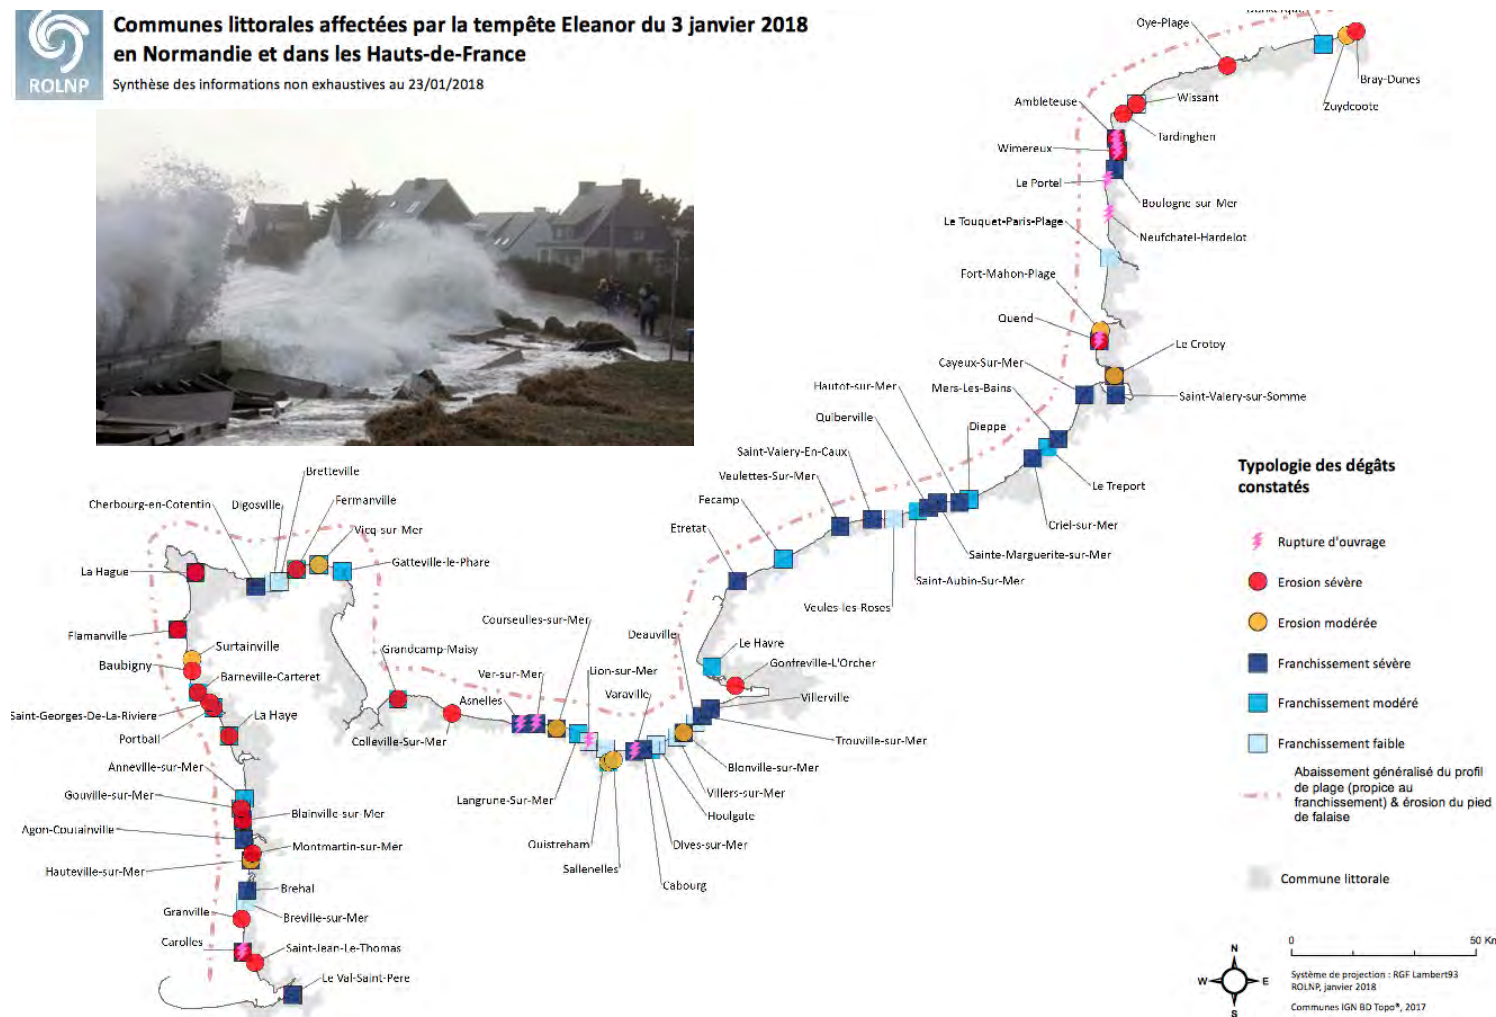 Communes littorales affectées par la tempête Eleanor du 3 janvier 2018
en Normandie et dans les Hauts-de-France
ROLNP
Synthèse des informations non exhaustives au 23/01/2018
Oye-Plage
Bray-Dunes
Zuydcoote
Ambleteuse
Wissant
Tardinghen
Wimereux
Le Portel
Boulogne sur Mer
Le Touquet-Paris-Plage
Neufchatel-Hardelot
Fort-Mahon-Plage
Quend
Le Crotoy
Cayeux-Sur-Mer
Hautot-sur-Mer
Mers-Les-Bains
Saint-Valery-sur-Somme
Quiberville
Dieppe
Saint-Valery-En-Caux
Veulettes-Sur-Mer
Le Treport
Fecamp
Criel-sur-Mer
Etretat
Sainte-Marguerite-sur-Mer
Saint-Aubin-Sur-Mer
Veules-les-Roses
Bretteville
Cherbourg-en-Cotentin
Digosville
Fermanville
Vicq-sur-Mer
Gatteville-le-Phare
La Hague
Flamanville
Surtainville
Baubigny
Barneville-Carteret
Saint-Georges-De-La-Riviere
La Haye
Portball
Anneville-sur-Mer
Gouville-sur-Mer
Blainville-sur-Mer
Agon-Coutainville
Montmartin-sur-Mer
Hauteville-sur-Mer
Brehal
Granville
Breville-sur-Mer
Carolles
Saint-Jean-Le-Thomas
Le Val-Saint-Pere
Courseulles-sur-Mer
Deauville
Grandcamp-Maisy
Le Havre
Gonfreville-L'Orcher
Ver-sur-Mer
Lion-sur-Mer
Asnelles
Varaville
Villerville
Colleville-Sur-Mer
Trouville-sur-Mer
Blonville-sur-Mer
Langrune-Sur-Mer
Villers-sur-Mer
Houlgate
Ouistreham
Dives-sur-Mer
Sallenelles
Cabourg
Typologie des dégâts
constatés
Rupture d'ouvrage
Erosion sévère
Erosion modérée
Franchissement sévère
Franchissement modéré
Franchissement faible
Abaissement généralisé du profil
de plage (propice au
franchissement) & érosion du pied
de falaise
Commune littorale
N
W
E
S
0
50 Km
Système de projection : RGF Lambert93
ROLNP, janvier 2018
Communes IGN BD Topo®, 2017